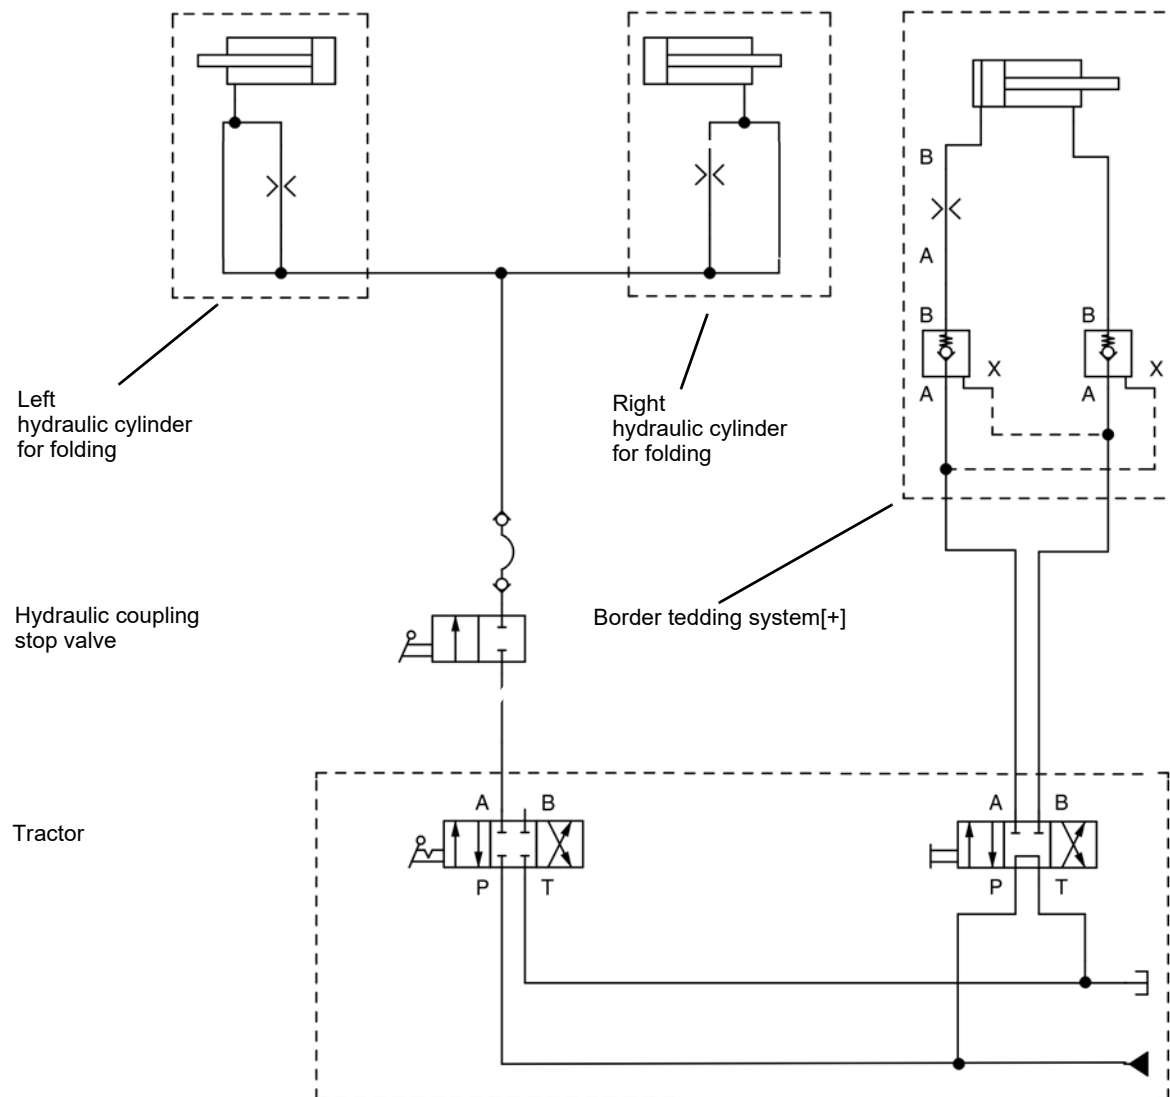 B
A
B
B
X
X
A
A
Left
hydraulic cylinder
for folding
Right
hydraulic cylinder
for folding
Hydraulic coupling
stop valve
Border tedding system[+]
Tractor
A B
A B
P T
P T